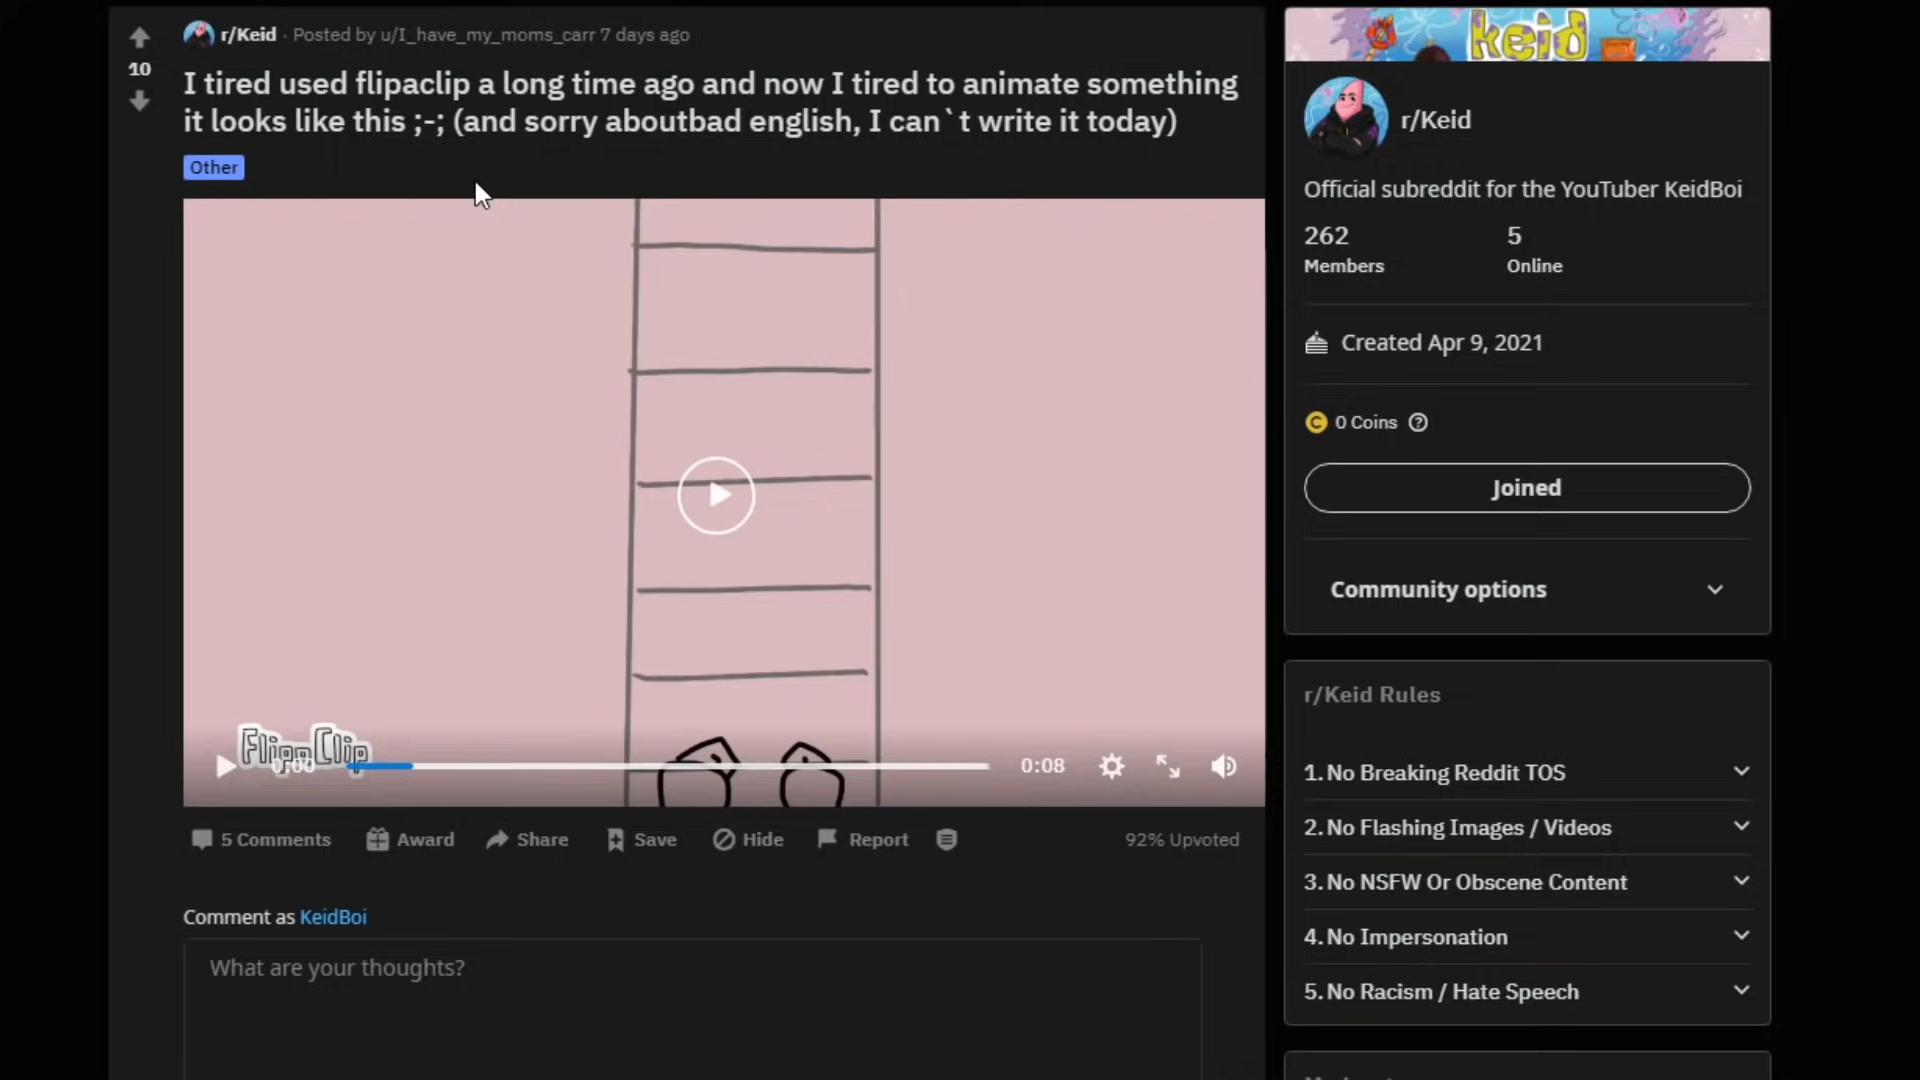 r/Keid · Posted by u/I_have_my_moms_carr 7 days ago
10
I tired used flipaclip a long time ago and now I tired to animate something
it looks like this ;-; (and sorry aboutbad english, I can`t write it today)
Other
FlipaClip
0:00
0:08
5 Comments
Award
Share
Save
Hide
Report
92% Upvoted
Comment as KeidBoi
What are your thoughts?
keid
r/Keid
Official subreddit for the YouTuber KeidBoi
262
5
Members
Online
Created Apr 9, 2021
0 Coins
Joined
Community options
r/Keid Rules
1. No Breaking Reddit TOS
2. No Flashing Images / Videos
3. No NSFW Or Obscene Content
4. No Impersonation
5. No Racism / Hate Speech